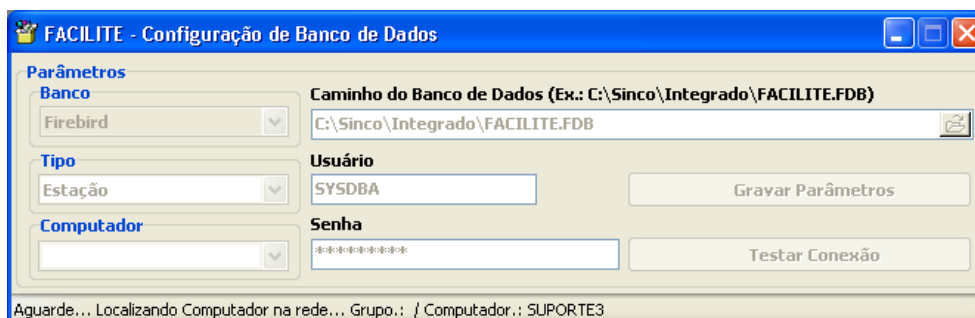 FACILITE - Configuração de Banco de Dados
Parâmetros
Banco
Caminho do Banco de Dados (Ex.: C:\Sinco\Integrado\FACILITE.FDB)
Firebird
C:\Sinco\Integrado\FACILITE.FDB
Tipo
Usuário
Estação
SYSDBA
Gravar Parâmetros
Computador
Senha
*********
Testar Conexão
Aguarde... Localizando Computador na rede... Grupo.: / Computador.: SUPORTE3